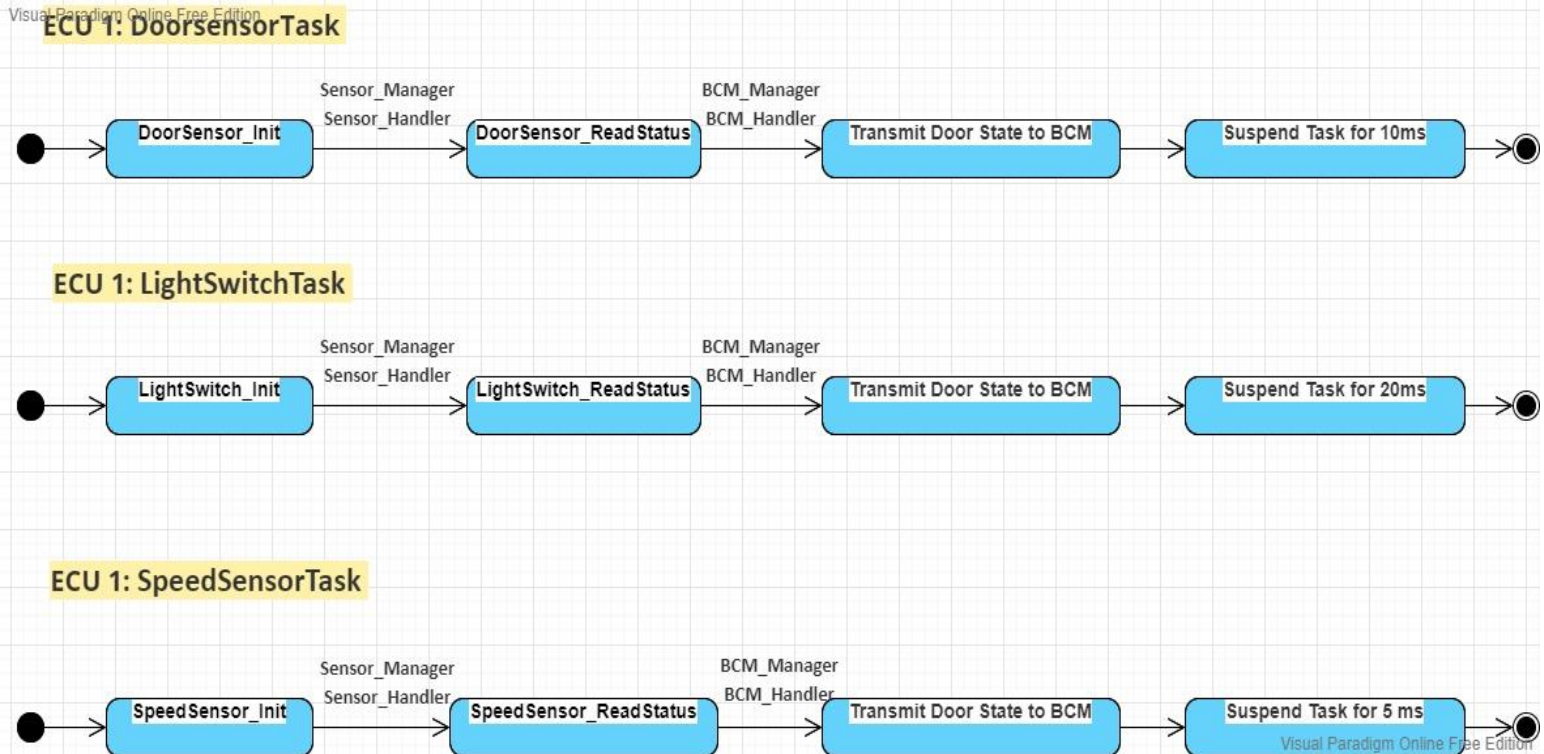 Visual Paradigm Online Free Edition
ECU 1: DoorsensorTask
Sensor_Manager
Sensor_Handler
BCM_Manager
BCM_Handler
DoorSensor_Init
DoorSensor_ReadStatus
Transmit Door State to BCM
Suspend Task for 10ms
ECU 1: LightSwitchTask
Sensor_Manager
Sensor_Handler
BCM_Manager
BCM_Handler
LightSwitch_Init
LightSwitch_ReadStatus
Transmit Door State to BCM
Suspend Task for 20ms
ECU 1: SpeedSensorTask
Sensor_Manager
Sensor_Handler
BCM_Manager
BCM_Handler
SpeedSensor_Init
SpeedSensor_ReadStatus
Transmit Door State to BCM
Suspend Task for 5 ms
Visual Paradigm Online Free Edition